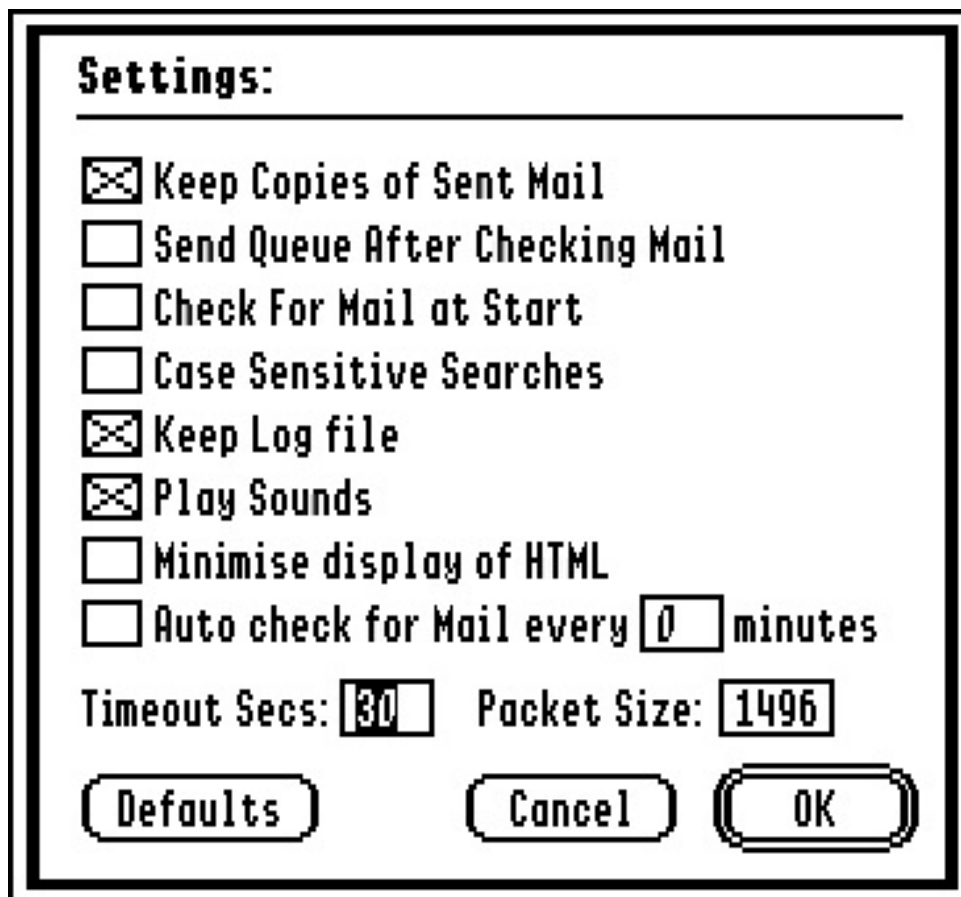 Settings:
Keep Copies of Sent Mail
Send Queue After Checking Mail
Check For Mail at Start
Case Sensitive Searches
Keep Log file
Play Sounds
Minimise display of HTML
Auto check for Mail every 0 minutes
Timeout Secs: 30 Packet Size: 1496
Defaults Cancel OK